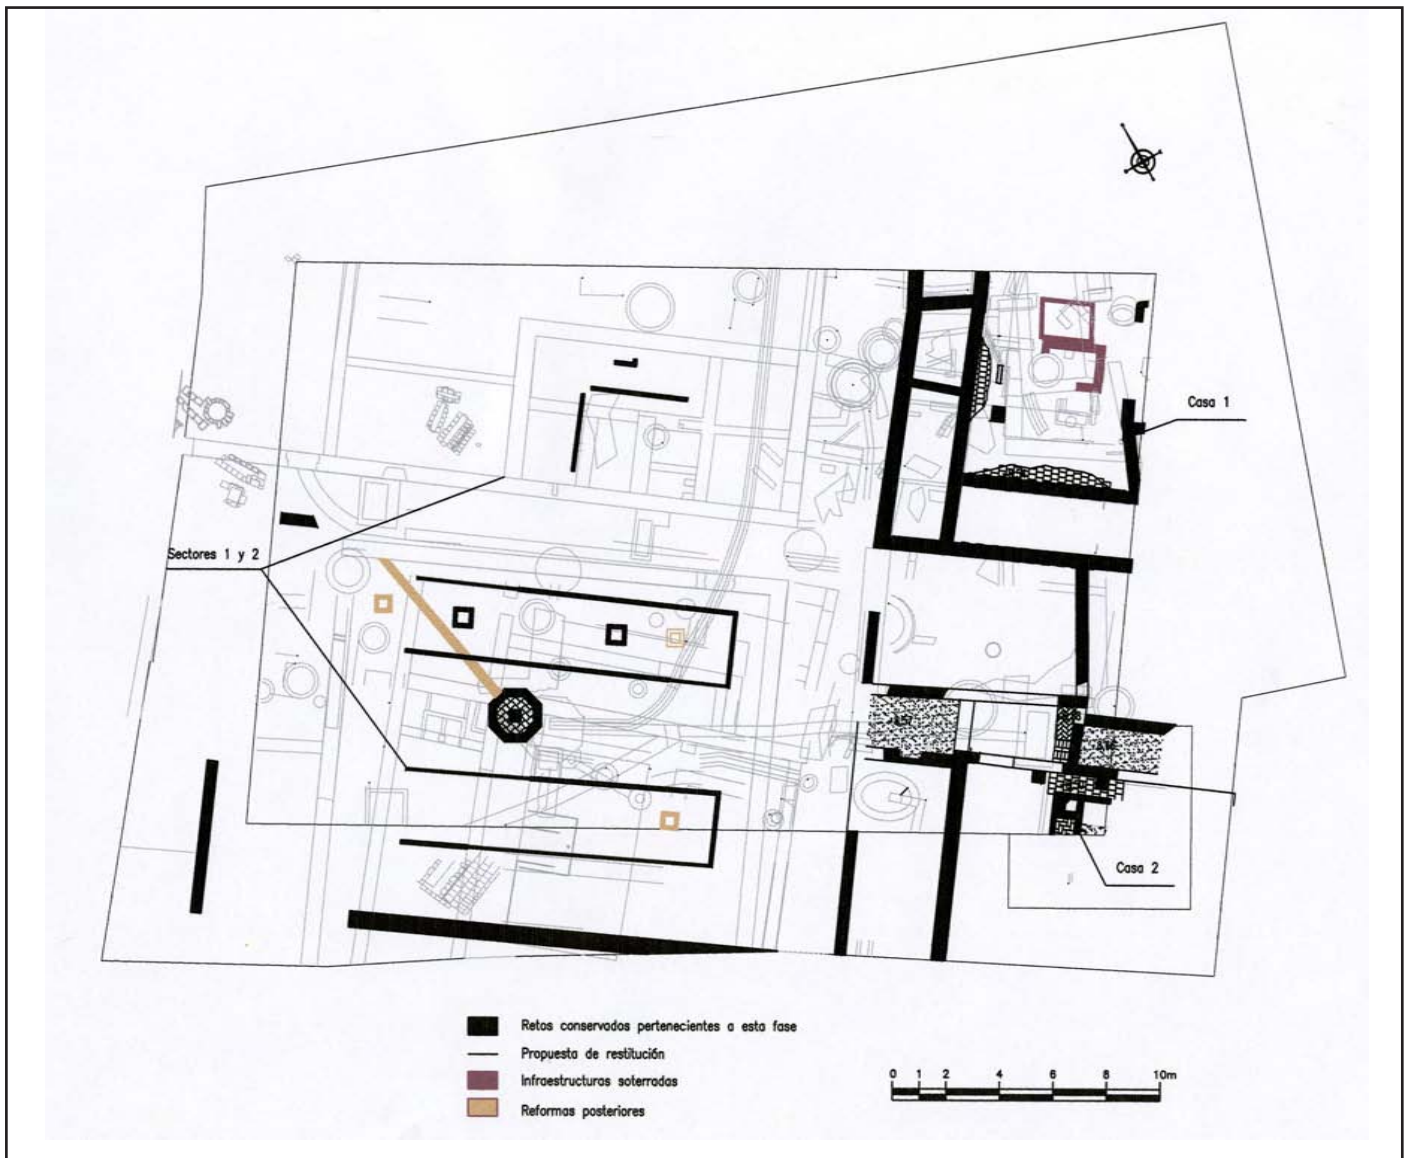 Casa 1
Sectores 1 y 2
Casa 2
Retos conservados pertenecientes a esta fase
Propuesta de restitución
Infraestructuras soterradas
Reformas posteriores
0 1 2 4 6 8 10m